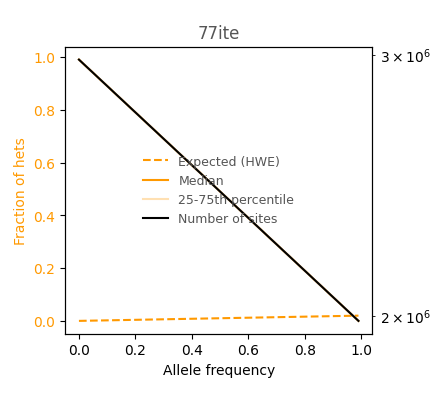 77ite
Fraction of hets
1.0
0.8
0.6
0.4
0.2
0.0
3 × 10⁶
2 × 10⁶
Expected (HWE)
Median
25-75th percentile
Number of sites
0.0 0.2 0.4 0.6 0.8 1.0
Allele frequency